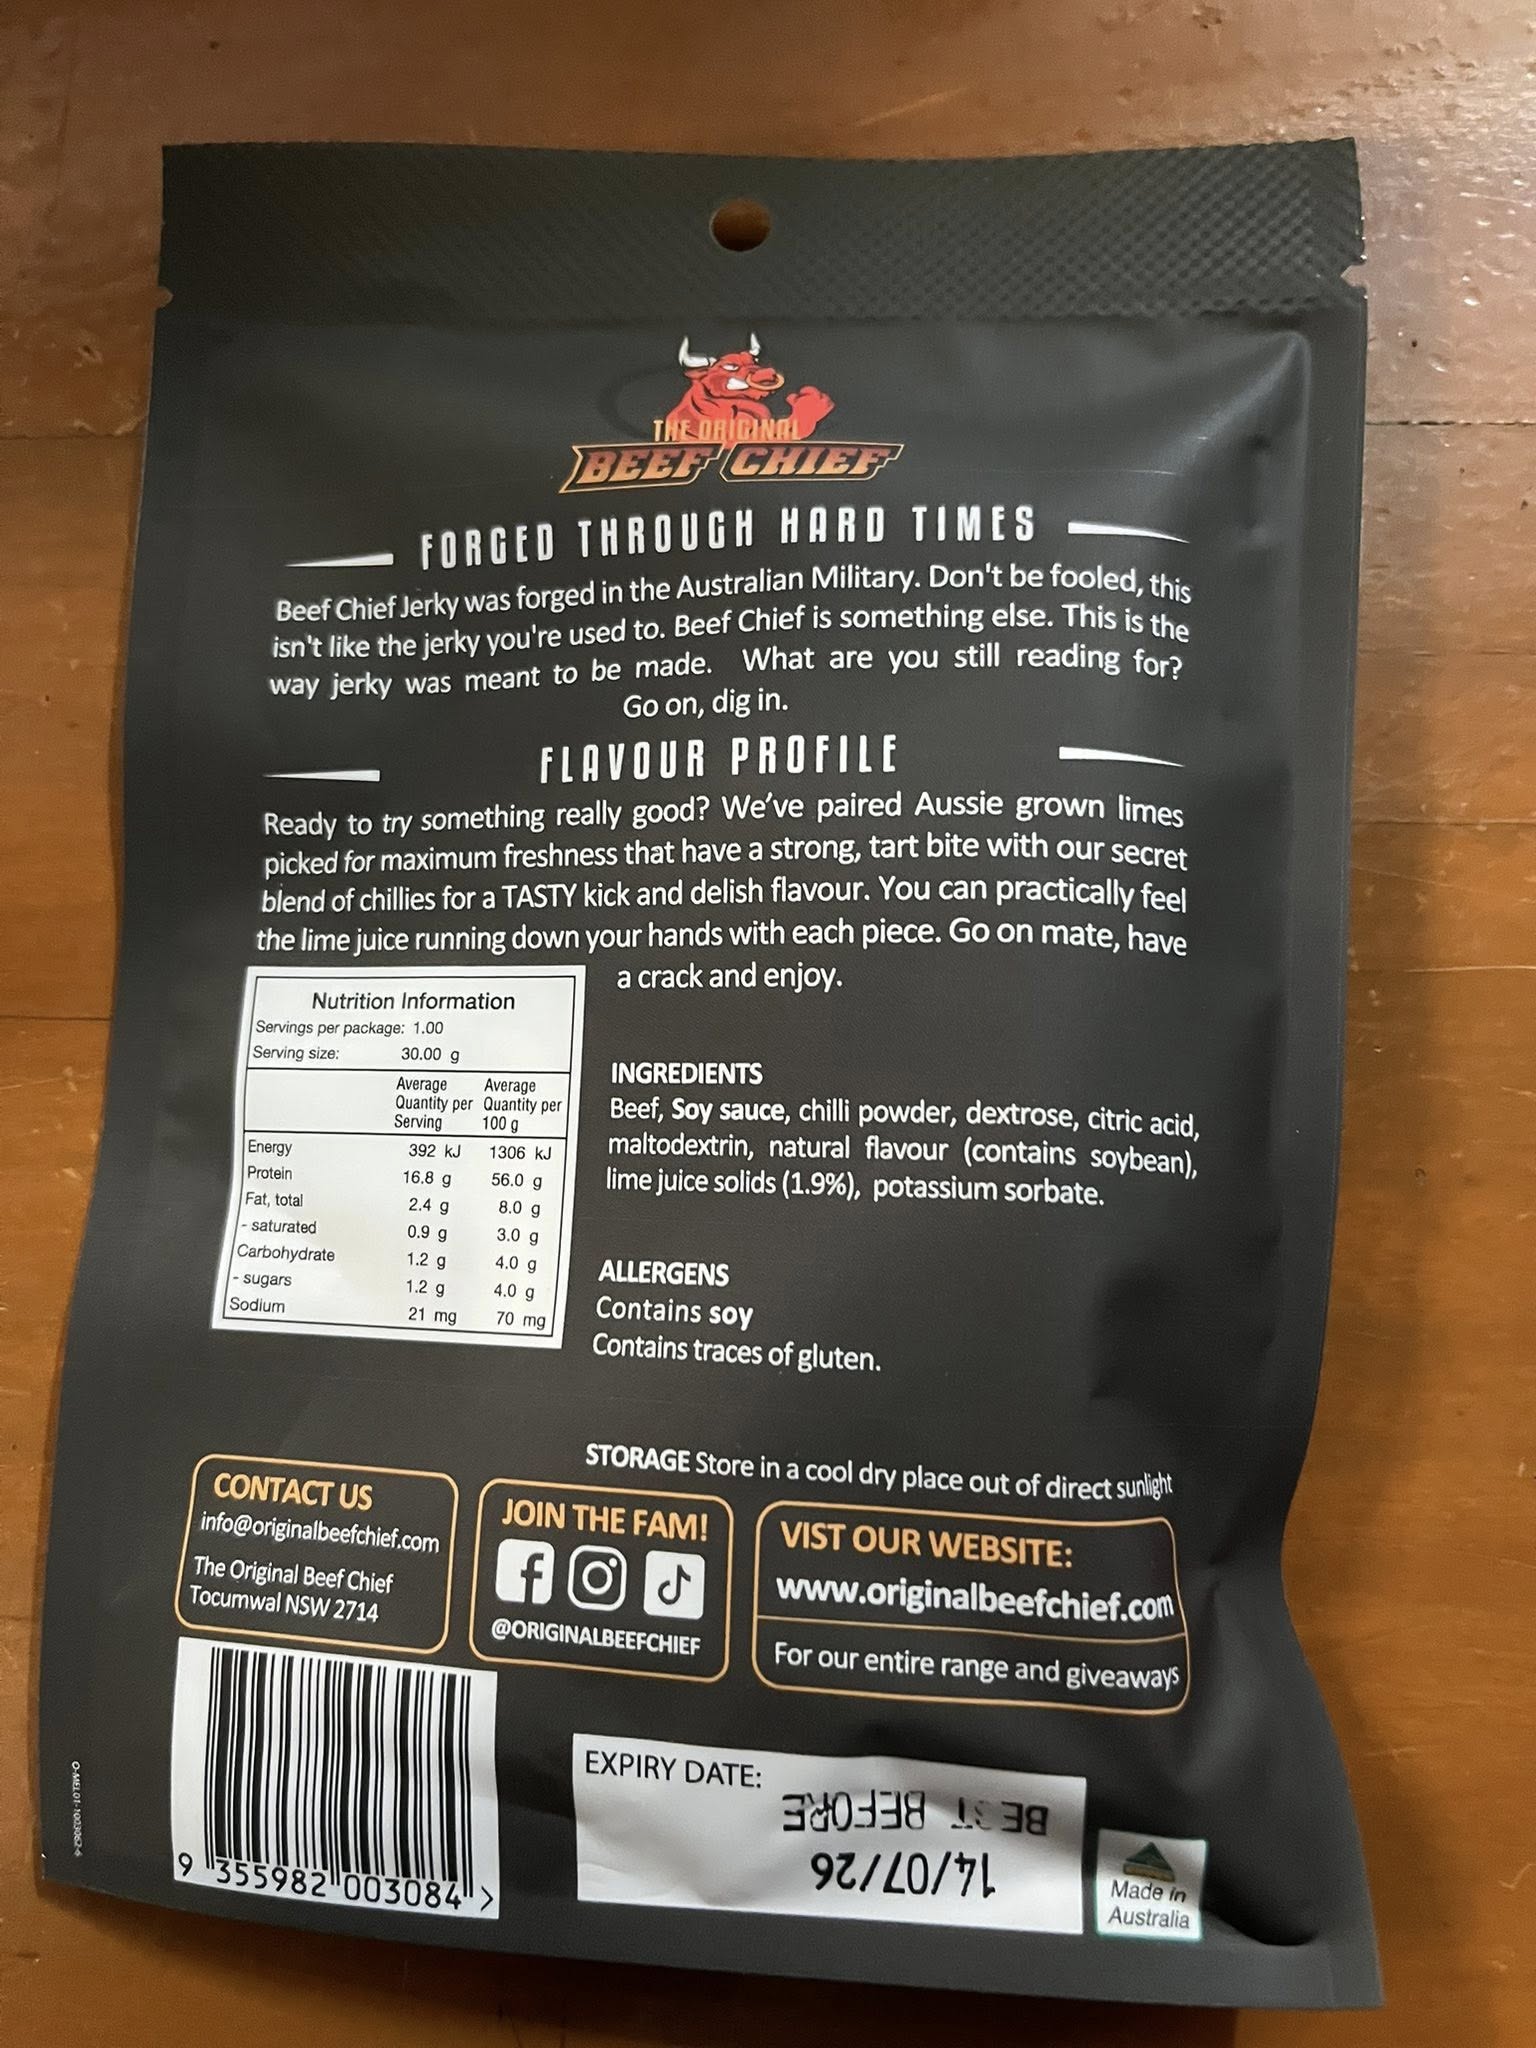 THE ORIGINAL
BEEF CHIEF
FORGED THROUGH HARD TIMES
Beef Chief Jerky was forged in the Australian Military. Don't be fooled, this
isn't like the jerky you're used to. Beef Chief is something else. This is the
way jerky was meant to be made. What are you still reading for?
Go on, dig in.
FLAVOUR PROFILE
Ready to try something really good? We've paired Aussie grown limes
picked for maximum freshness that have a strong, tart bite with our secret
blend of chillies for a TASTY kick and delish flavour. You can practically feel
the lime juice running down your hands with each piece. Go on mate, have
a crack and enjoy.
Nutrition Information
Servings per package: 1.00
Serving size: 30.00 g
Average Average
Quantity per Quantity per
Serving 100 g
Energy 392 kJ 1306 kJ
Protein 16.8 g 56.0 g
Fat, total 2.4 g 8.0 g
- saturated 0.9 g 3.0 g
Carbohydrate 1.2 g 4.0 g
- sugars 1.2 g 4.0 g
Sodium 21 mg 70 mg
INGREDIENTS
Beef, Soy sauce, chilli powder, dextrose, citric acid,
maltodextrin, natural flavour (contains soybean),
lime juice solids (1.9%), potassium sorbate.
ALLERGENS
Contains soy
Contains traces of gluten.
STORAGE Store in a cool dry place out of direct sunlight
CONTACT US
info@originalbeefchief.com
The Original Beef Chief
Tocumwal NSW 2714
JOIN THE FAM!
@ORIGINALBEEFCHIEF
VIST OUR WEBSITE:
www.originalbeefchief.com
For our entire range and giveaways
9 355982 003084 >
EXPIRY DATE:
BEST BEFORE
14/07/26
Made in
Australia